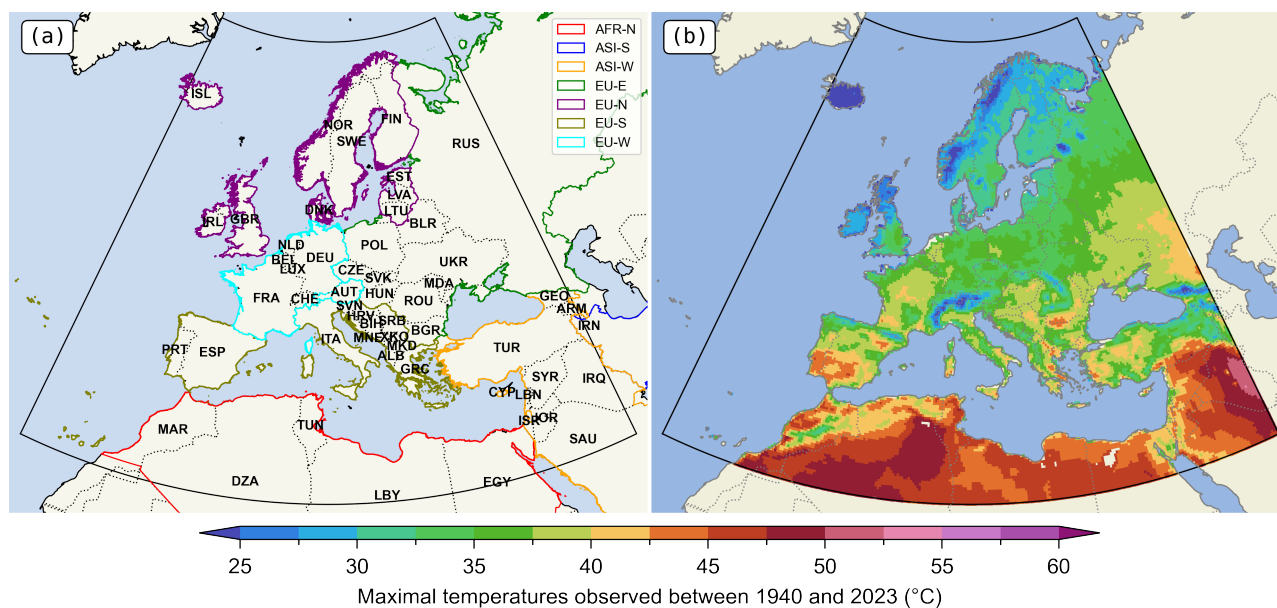 (a)
AFR-N
ASI-S
ASI-W
EU-E
EU-N
EU-S
EU-W
ISL
NOR
FIN
SWE
RUS
EST
LVA
LTU
DNK
IRL
GBR
BLR
NLD
BEL
DEU
POL
LUX
CZE
UKR
SVK
FRA
CHE
AUT
HUN
MDA
SVN
ROU
HRV
BIH
SRB
GEO
ARM
ITA
MNE
XKO
BGR
MKD
ALB
IRN
PRT
ESP
GRC
TUR
SYR
IRQ
CYP
LBN
ISR
JOR
MAR
TUN
SAU
DZA
LBY
EGY
(b)
25 30 35 40 45 50 55 60
Maximal temperatures observed between 1940 and 2023 (°C)